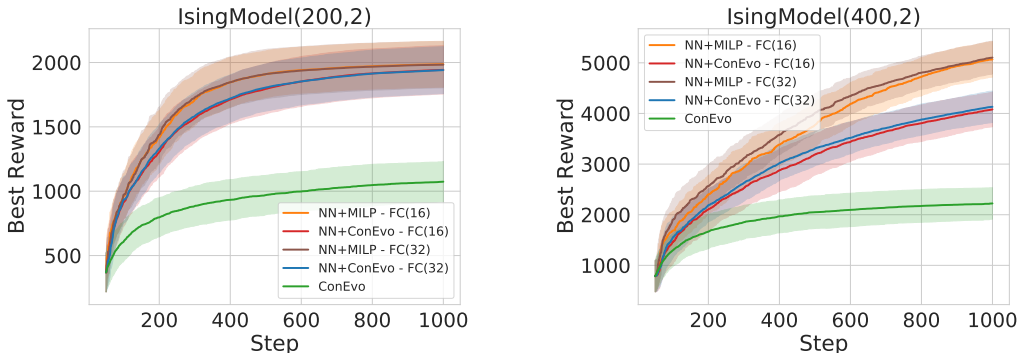 IsingModel(200,2)
Best Reward
2000
1500
1000
500
NN+MILP - FC(16)
NN+ConEvo - FC(16)
NN+MILP - FC(32)
NN+ConEvo - FC(32)
ConEvo
200 400 600 800 1000
Step
IsingModel(400,2)
Best Reward
5000
4000
3000
2000
1000
NN+MILP - FC(16)
NN+ConEvo - FC(16)
NN+MILP - FC(32)
NN+ConEvo - FC(32)
ConEvo
200 400 600 800 1000
Step